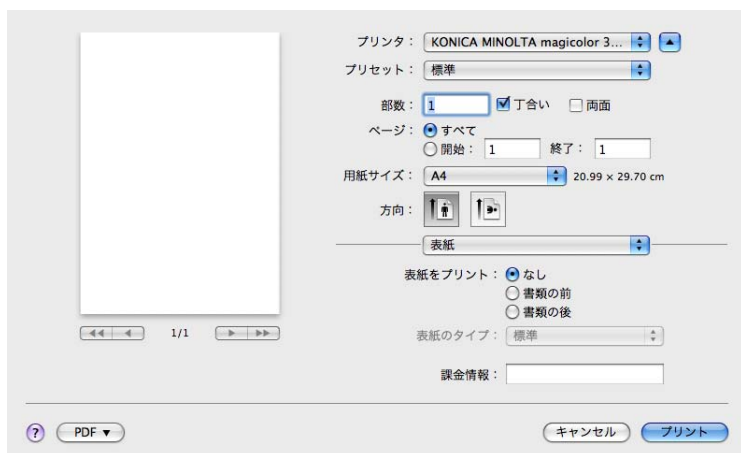 プリンタ： KONICA MINOLTA magicolor 3...
プリセット： 標準
部数： 1 丁合い 両面
ページ： すべて
開始： 1 終了： 1
用紙サイズ： A4 20.99 × 29.70 cm
方向：
表紙
表紙をプリント： なし
書類の前
書類の後
1/1
表紙のタイプ： 標準
課金情報：
? PDF ▼ キャンセル プリント